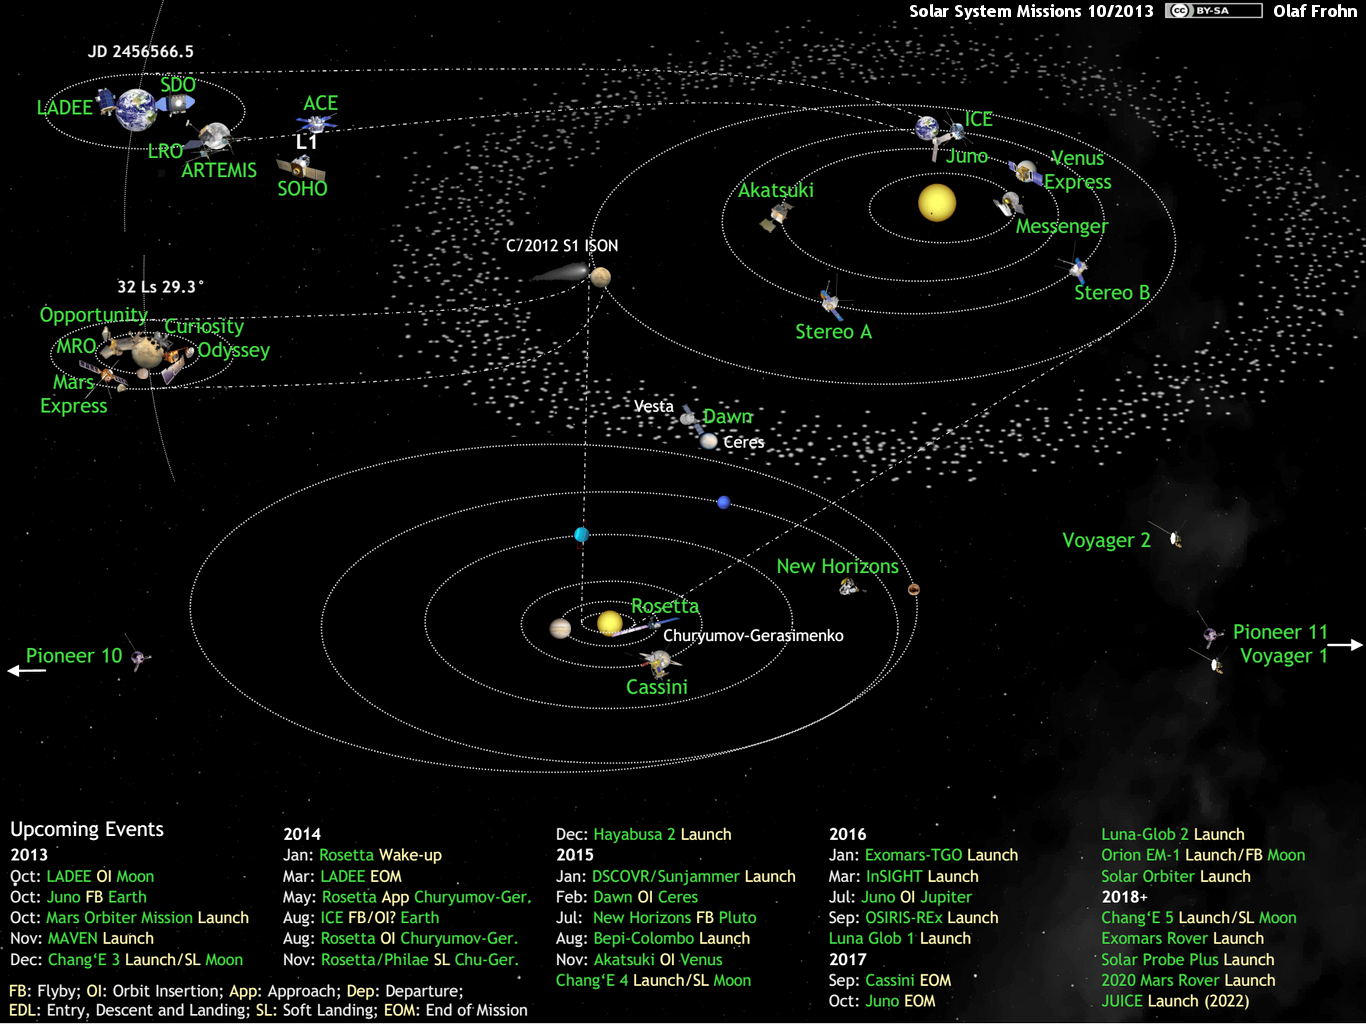 Solar System Missions 10/2013 cc BY-SA Olaf Frohn
JD 2456566.5
SDO
LADEE
ACE
L1
LRO
ARTEMIS
SOHO
ICE
Juno
Venus
Express
Akatsuki
Messenger
C/2012 S1 ISON
Stereo B
Stereo A
32 Ls 29.3°
Opportunity
Curiosity
MRO
Odyssey
Mars
Express
Vesta
Dawn
Ceres
Voyager 2
New Horizons
Rosetta
Churyumov-Gerasimenko
Cassini
Pioneer 10
Pioneer 11
Voyager 1
Upcoming Events
2013
Oct: LADEE OI Moon
Oct: Juno FB Earth
Oct: Mars Orbiter Mission Launch
Nov: MAVEN Launch
Dec: Chang'E 3 Launch/SL Moon
2014
Jan: Rosetta Wake-up
Mar: LADEE EOM
May: Rosetta App Churyumov-Ger.
Aug: ICE FB/OI? Earth
Aug: Rosetta OI Churyumov-Ger.
Nov: Rosetta/Philae SL Chu-Ger.
Dec: Hayabusa 2 Launch
2015
Jan: DSCOVR/Sunjammer Launch
Feb: Dawn OI Ceres
Jul: New Horizons FB Pluto
Aug: Bepi-Colombo Launch
Nov: Akatsuki OI Venus
Chang'E 4 Launch/SL Moon
2016
Jan: Exomars-TGO Launch
Mar: InSIGHT Launch
Jul: Juno OI Jupiter
Sep: OSIRIS-REx Launch
Luna Glob 1 Launch
2017
Sep: Cassini EOM
Oct: Juno EOM
Luna-Glob 2 Launch
Orion EM-1 Launch/FB Moon
Solar Orbiter Launch
2018+
Chang'E 5 Launch/SL Moon
Exomars Rover Launch
Solar Probe Plus Launch
2020 Mars Rover Launch
JUICE Launch (2022)
FB: Flyby; OI: Orbit Insertion; App: Approach; Dep: Departure;
EDL: Entry, Descent and Landing; SL: Soft Landing; EOM: End of Mission